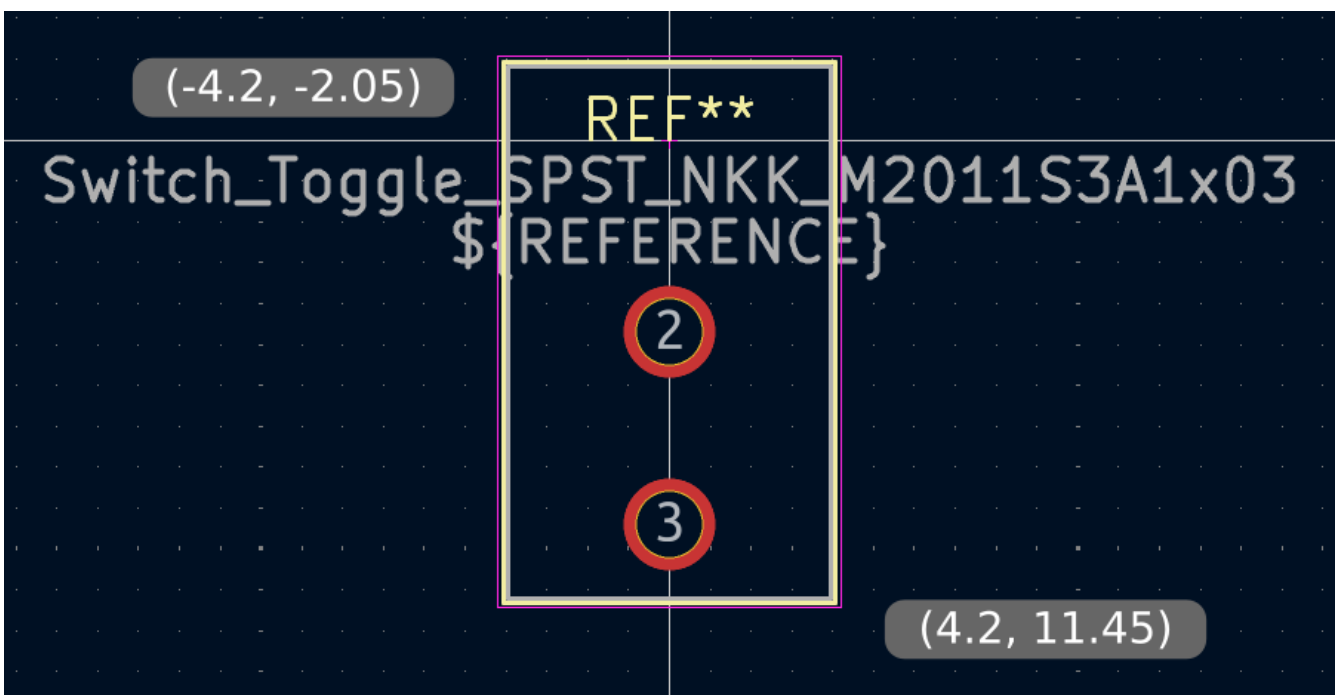 (-4.2, -2.05)
REF**
Switch_Toggle_SPST_NKK_M2011S3A1x03
${REFERENCE}
2
3
(4.2, 11.45)